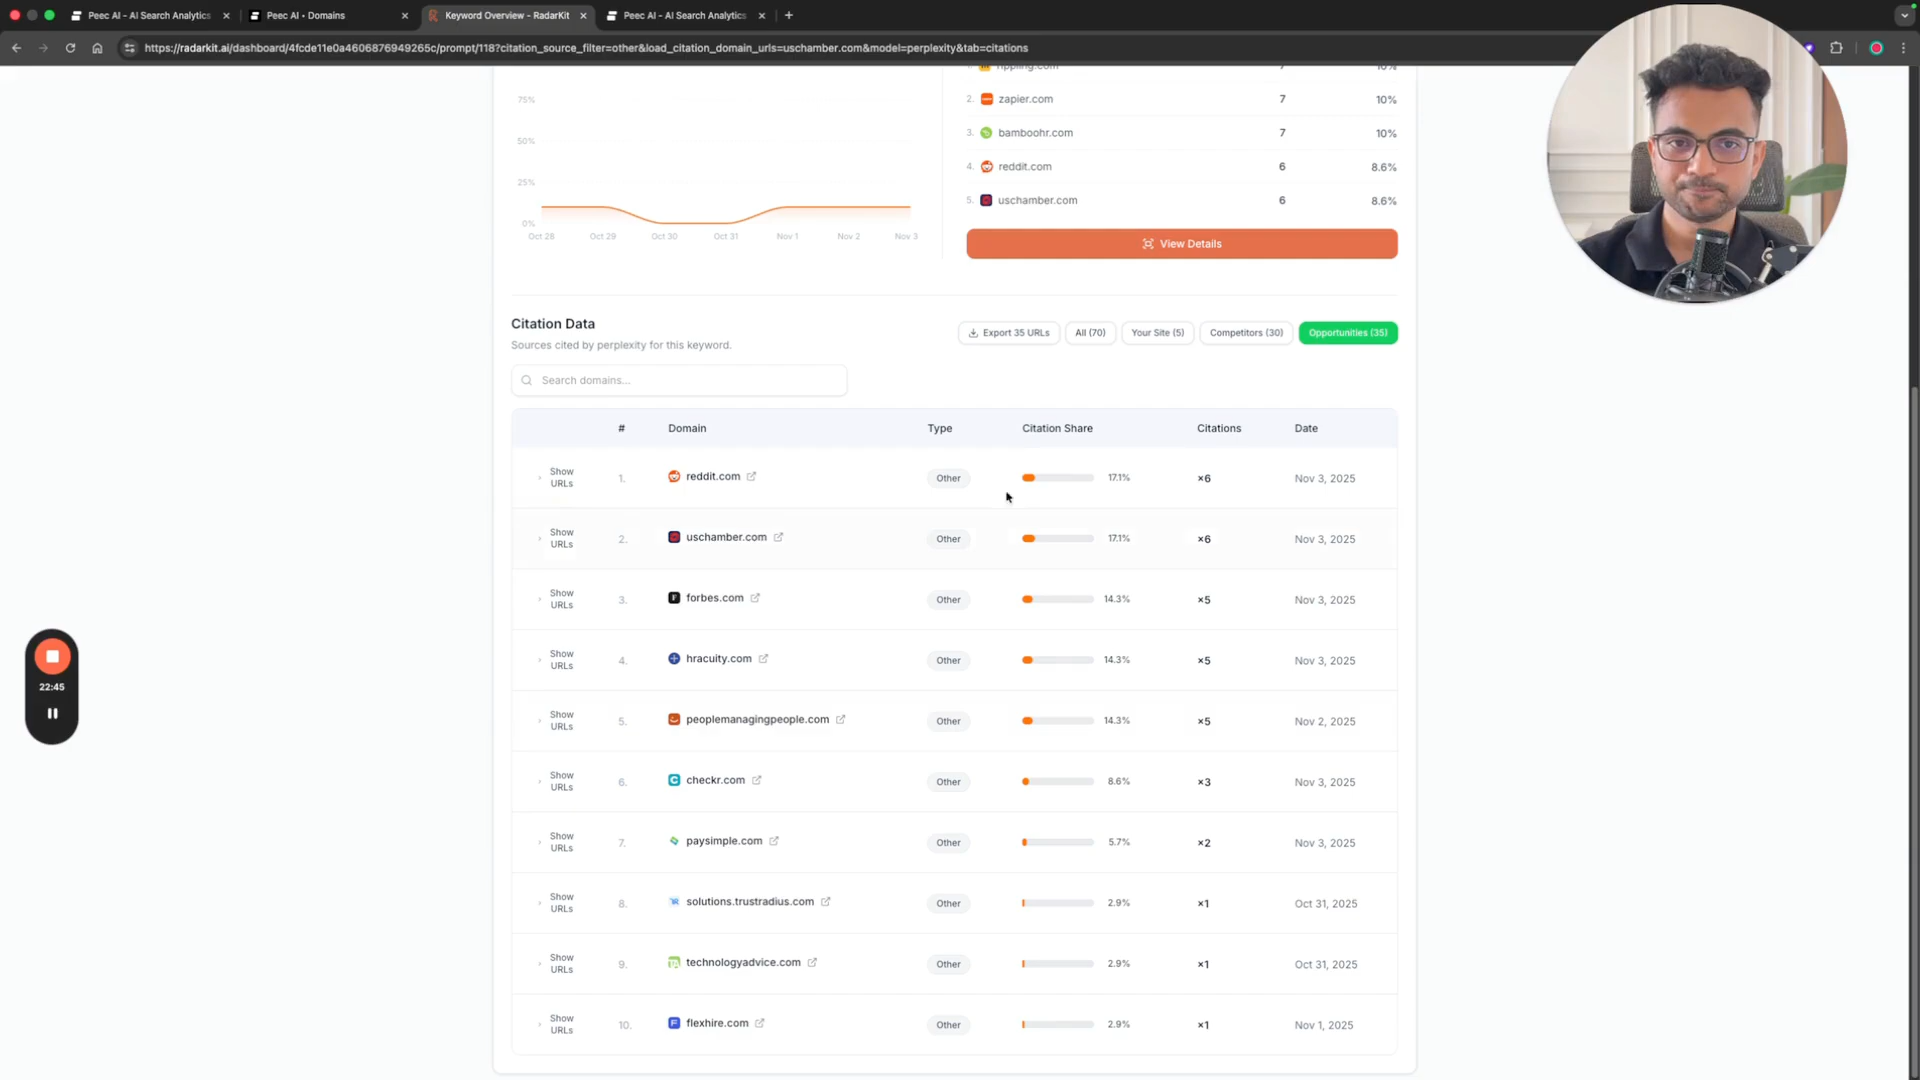 Peec AI - AI Search Analytics
Peec AI • Domains
Keyword Overview - RadarKit
Peec AI - AI Search Analytics
https://radarkit.ai/dashboard/4fcde11e0a4606876949265c/prompt/118?citation_source_filter=other&load_citation_domain_urls=uschamber.com&model=perplexity&tab=citations
75%
50%
25%
0%
Oct 28 Oct 29 Oct 30 Oct 31 Nov 1 Nov 2 Nov 3
1. rippling.com 7 10%
2. zapier.com 7 10%
3. bamboohr.com 7 10%
4. reddit.com 6 8.6%
5. uschamber.com 6 8.6%
View Details
Citation Data
Sources cited by perplexity for this keyword.
Export 35 URLs All (70) Your Site (5) Competitors (30) Opportunities (35)
Search domains...
# Domain Type Citation Share Citations Date
Show URLs 1. reddit.com Other 17.1% ×6 Nov 3, 2025
Show URLs 2. uschamber.com Other 17.1% ×6 Nov 3, 2025
Show URLs 3. forbes.com Other 14.3% ×5 Nov 3, 2025
Show URLs 4. hracuity.com Other 14.3% ×5 Nov 3, 2025
Show URLs 5. peoplemanagingpeople.com Other 14.3% ×5 Nov 2, 2025
Show URLs 6. checkr.com Other 8.6% ×3 Nov 3, 2025
Show URLs 7. paysimple.com Other 5.7% ×2 Nov 3, 2025
Show URLs 8. solutions.trustradius.com Other 2.9% ×1 Oct 31, 2025
Show URLs 9. technologyadvice.com Other 2.9% ×1 Oct 31, 2025
Show URLs 10. flexhire.com Other 2.9% ×1 Nov 1, 2025
22:45